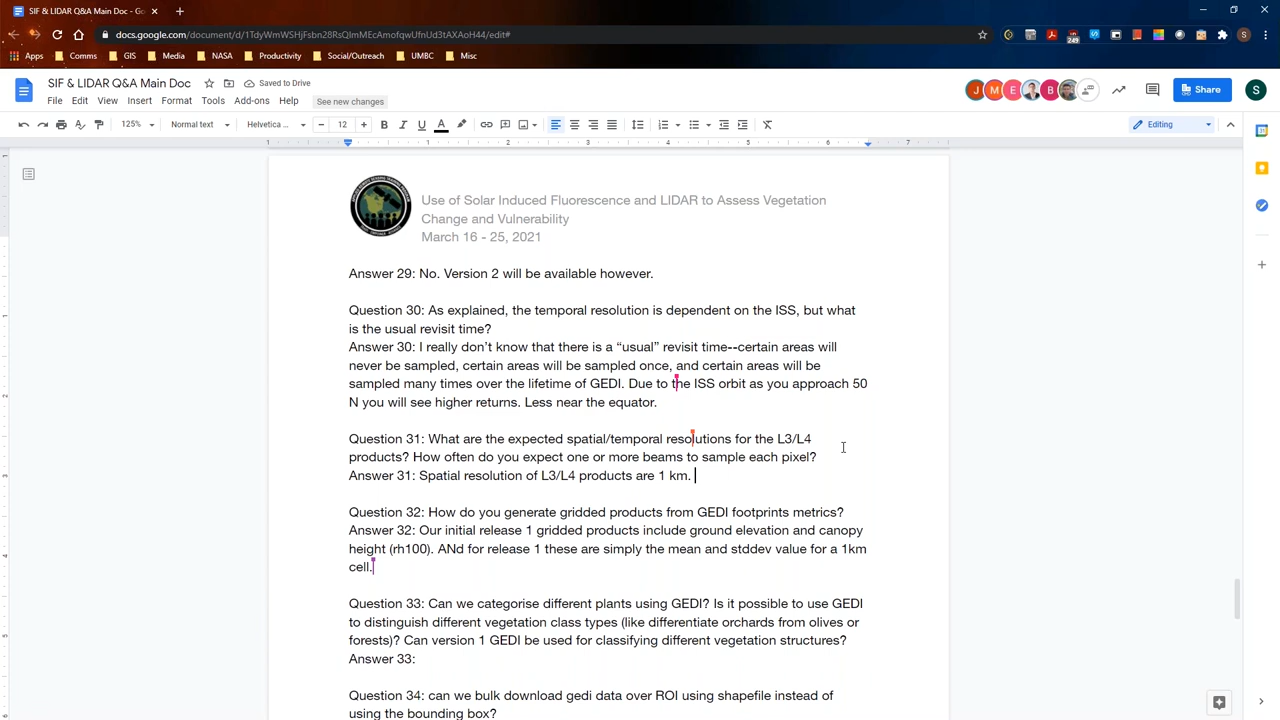 SIF & LIDAR Q&A Main Doc - Go
docs.google.com/document/d/1TdyWmWSHjFsbn28RsQImMEcAmofqwUfnUd3tAXAoH44/edit#
Apps Comms GIS Media NASA Productivity Social/Outreach UMBC Misc
SIF & LIDAR Q&A Main Doc Saved to Drive
File Edit View Insert Format Tools Add-ons Help See new changes
J M E B Share S
125% Normal text Helvetica ... 12 B I U A Editing
1 1 2 3 4 5 6 7
Use of Solar Induced Fluorescence and LIDAR to Assess Vegetation
Change and Vulnerability
March 16 - 25, 2021
Answer 29: No. Version 2 will be available however.
Question 30: As explained, the temporal resolution is dependent on the ISS, but what
is the usual revisit time?
Answer 30: I really don't know that there is a “usual” revisit time--certain areas will
never be sampled, certain areas will be sampled once, and certain areas will be
sampled many times over the lifetime of GEDI. Due to the ISS orbit as you approach 50
N you will see higher returns. Less near the equator.
Question 31: What are the expected spatial/temporal resolutions for the L3/L4
products? How often do you expect one or more beams to sample each pixel?
Answer 31: Spatial resolution of L3/L4 products are 1 km.
Question 32: How do you generate gridded products from GEDI footprints metrics?
Answer 32: Our initial release 1 gridded products include ground elevation and canopy
height (rh100). ANd for release 1 these are simply the mean and stddev value for a 1km
cell.
Question 33: Can we categorise different plants using GEDI? Is it possible to use GEDI
to distinguish different vegetation class types (like differentiate orchards from olives or
forests)? Can version 1 GEDI be used for classifying different vegetation structures?
Answer 33:
Question 34: can we bulk download gedi data over ROI using shapefile instead of
using the bounding box?